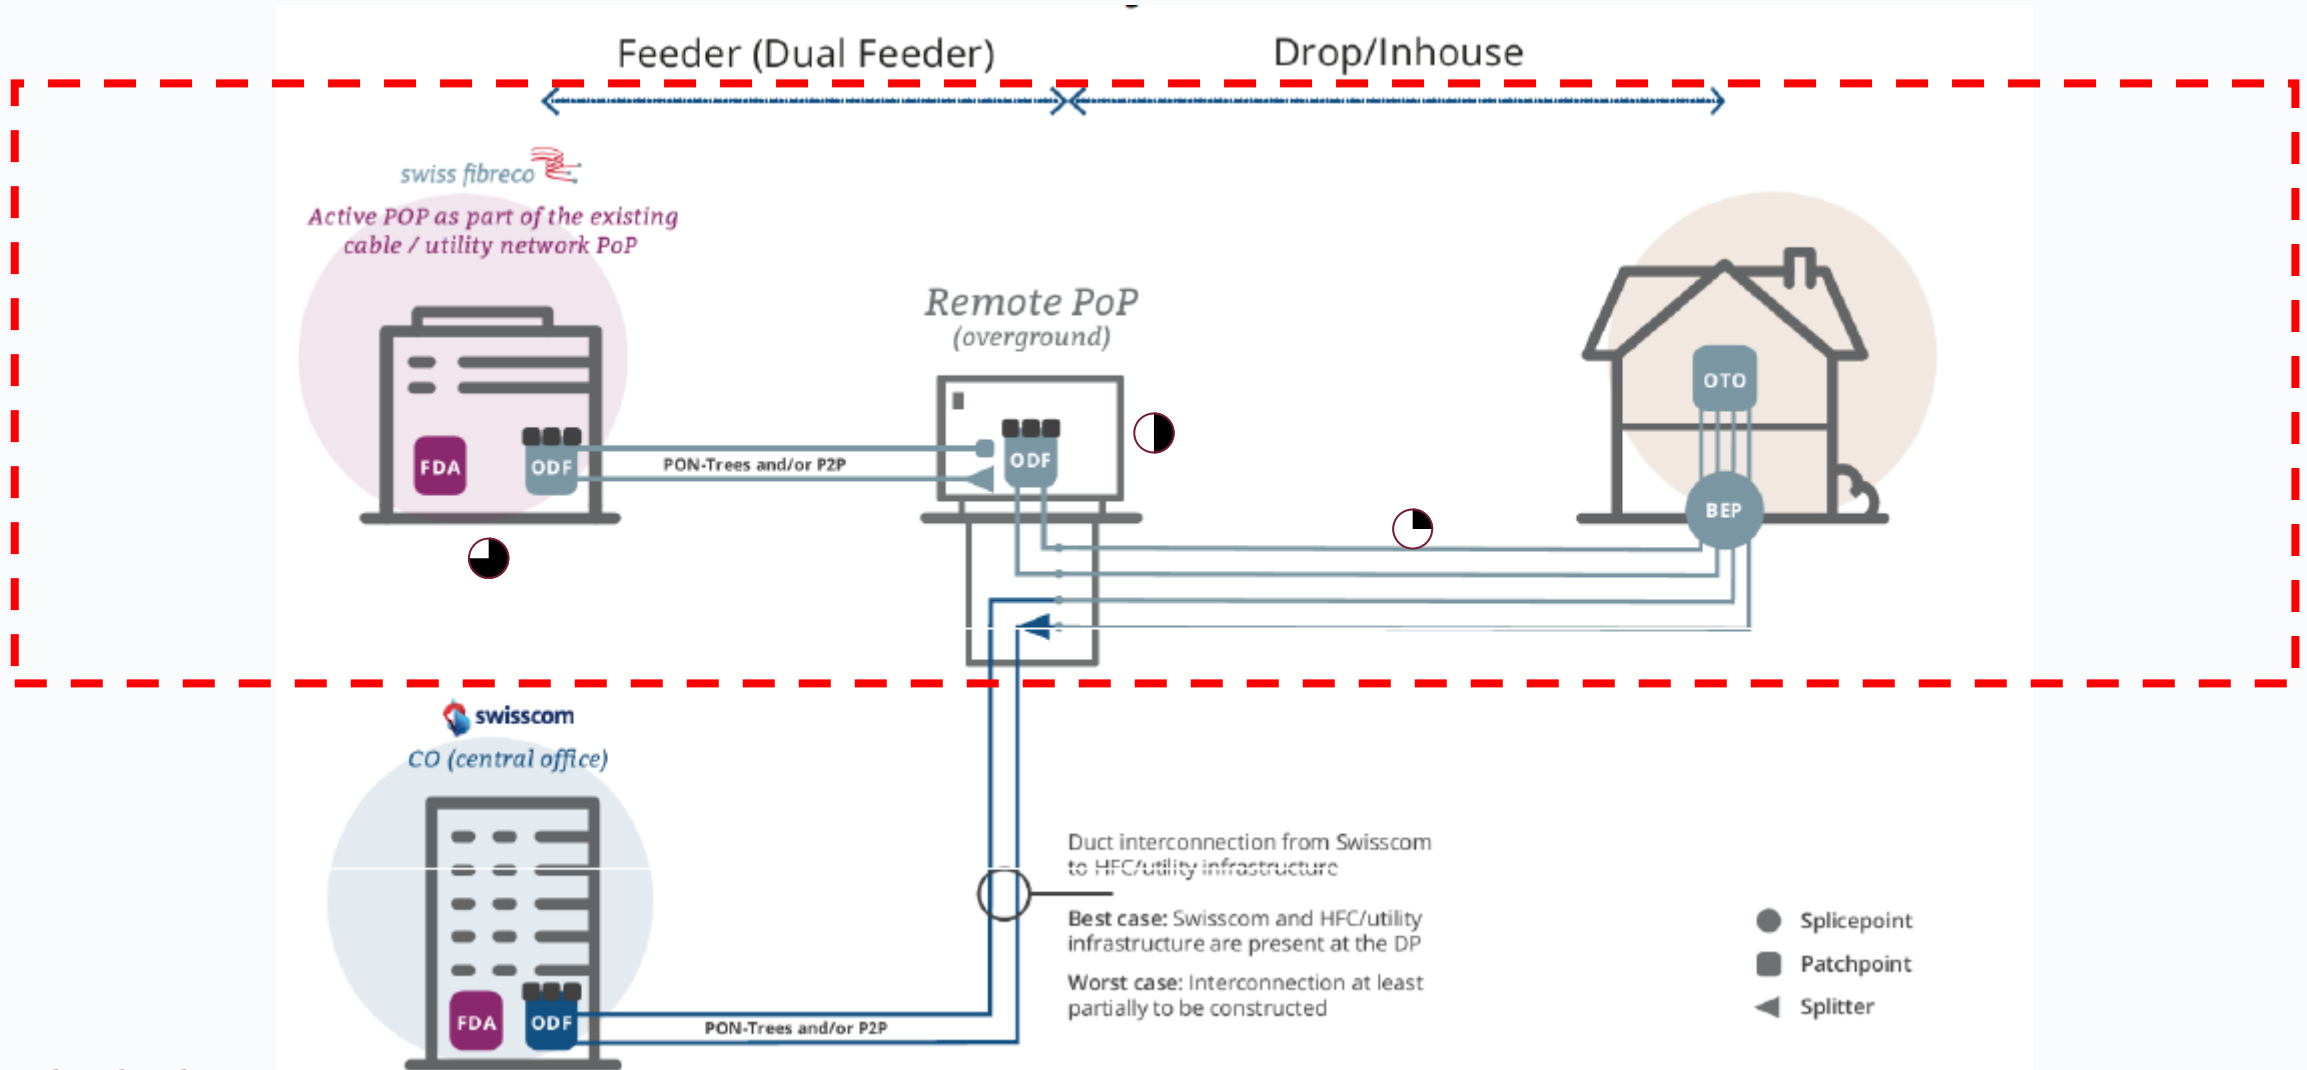 Feeder (Dual Feeder)
Drop/Inhouse
swiss fibreco
Active POP as part of the existing
cable / utility network PoP
Remote PoP
(overground)
OTO
FDA
ODF
PON-Trees and/or P2P
ODF
BEP
swisscom
CO (central office)
Duct interconnection from Swisscom
to HFC/utility infrastructure
Best case: Swisscom and HFC/utility
infrastructure are present at the DP
Worst case: Interconnection at least
partially to be constructed
Splicepoint
Patchpoint
Splitter
FDA
ODF
PON-Trees and/or P2P